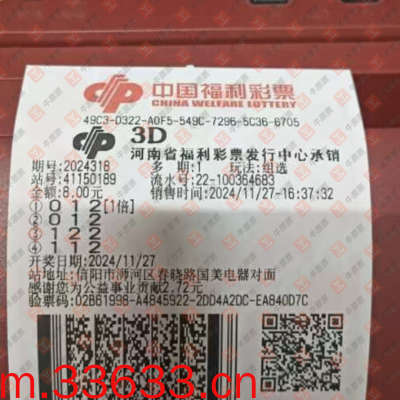 中国福利彩票
CHINA WELFARE LOTTERY
49C3-D322-A0F5-549C-7296-5C36-6705
3D
河南省福利彩票发行中心承销
期号:2024316 多 期:1 玩法:组选
站号:41150189 流水号:22-100364683
金额:8.00元 销售时间:2024/11/27-16:37:32
① 0 1 2 [1倍]
② 0 1 2
③ 1 2 2
④ 1 1 2
开奖日期:2024/11/27
站地址:信阳市浉河区春晓路国美电器对面
感谢您为公益事业贡献2.72元
验票码:02B61998-A4845922-2DD4A2DC-EA840D7C
m.33633.cn